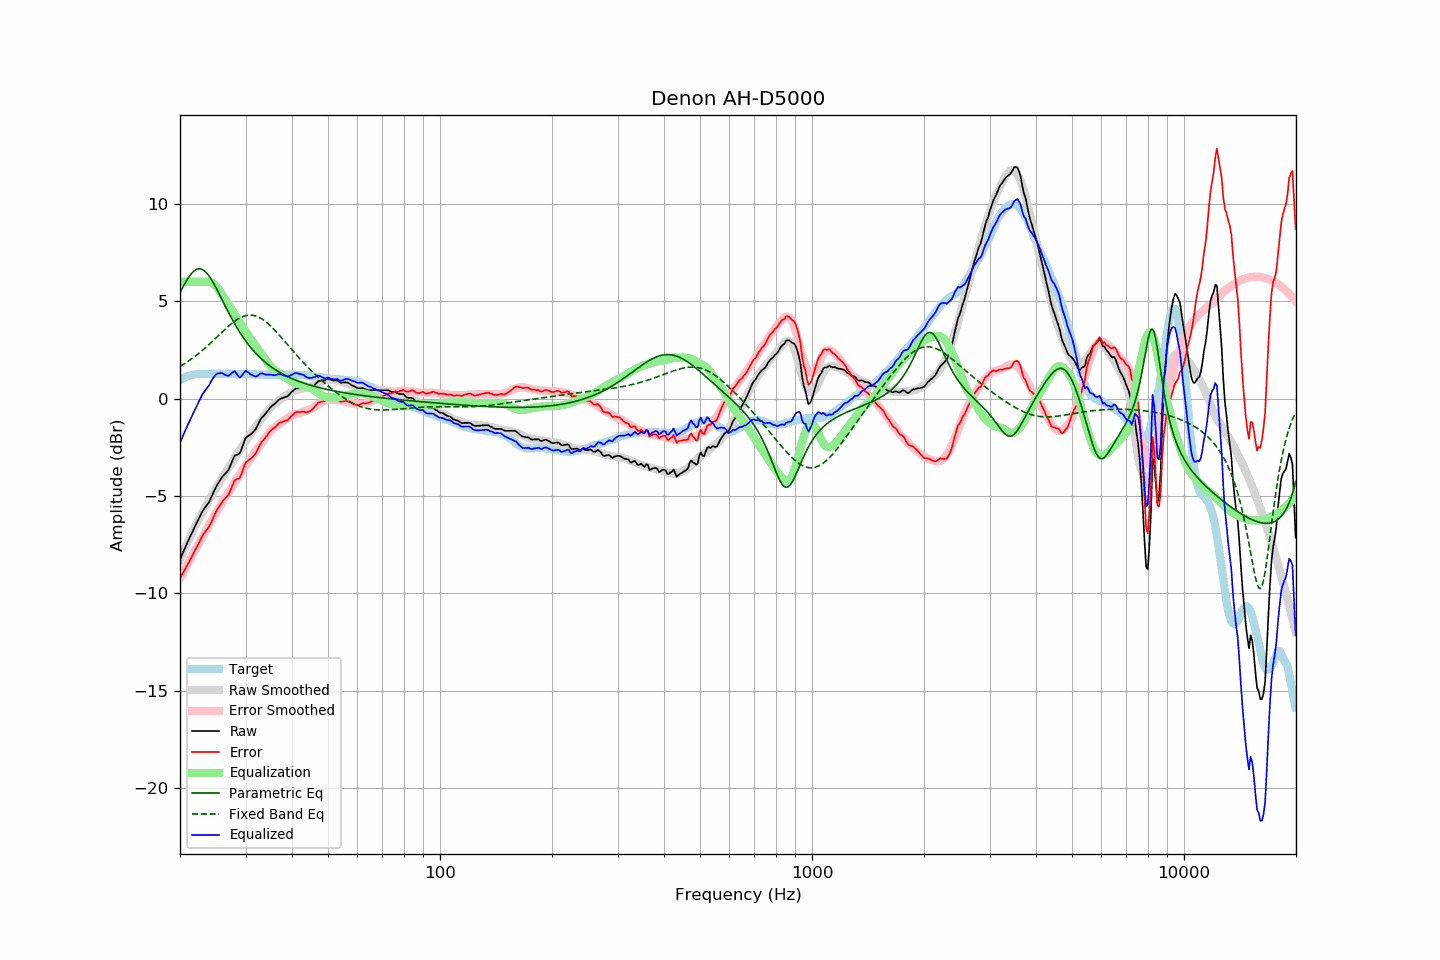 Denon AH-D5000
10
5
0
−5
−10
−15
−20
Amplitude (dBr)
Target
Raw Smoothed
Error Smoothed
Raw
Error
Equalization
Parametric Eq
Fixed Band Eq
Equalized
100
1000
10000
Frequency (Hz)